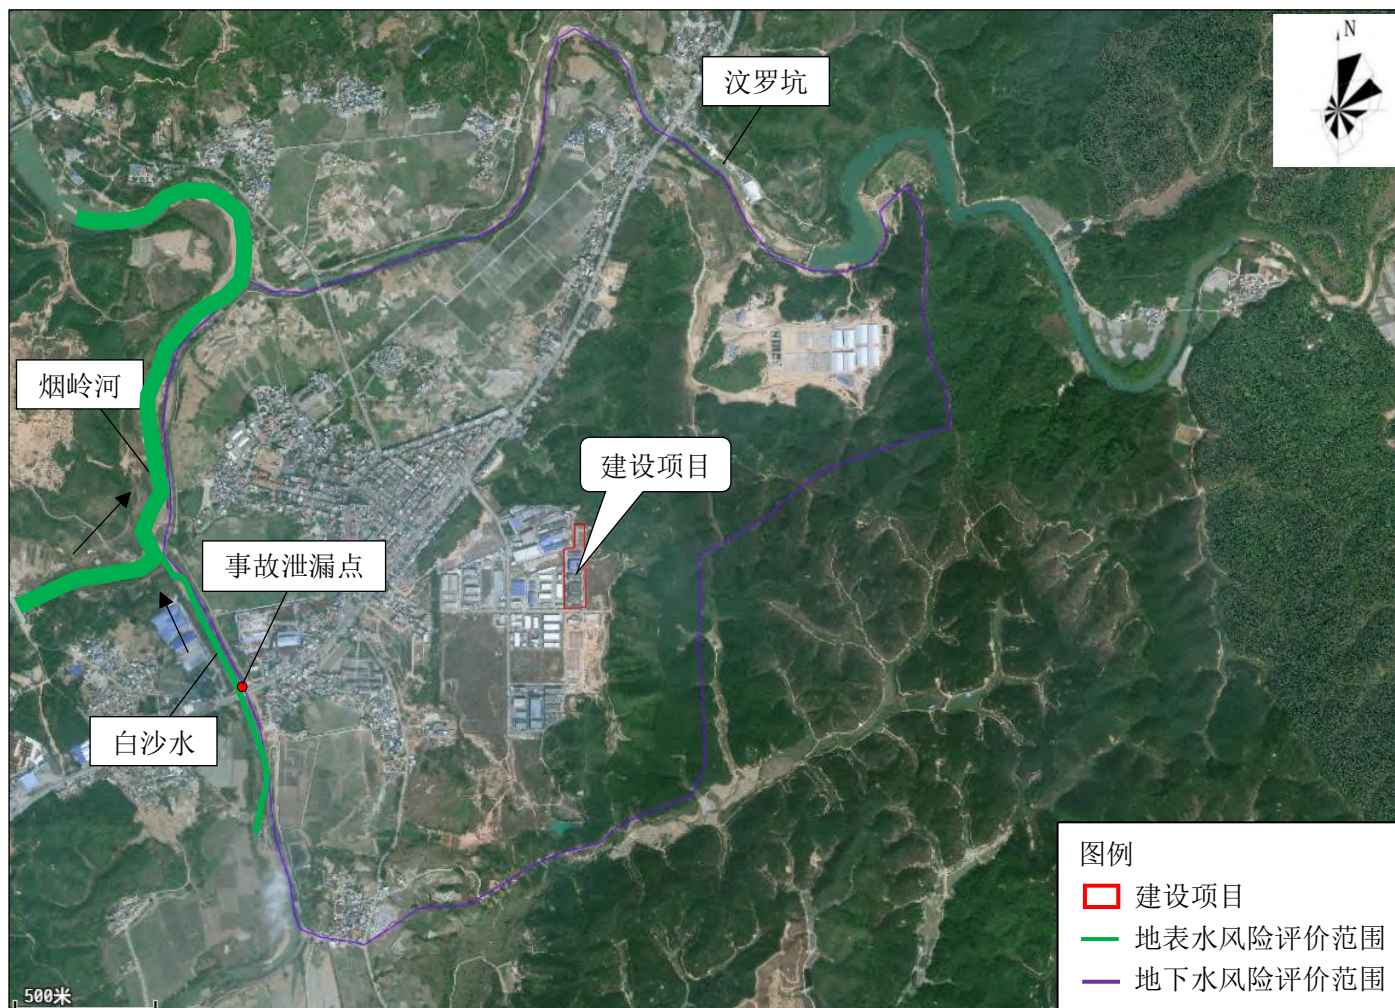 N
汶罗坑
烟岭河
建设项目
事故泄漏点
白沙水
图例
建设项目
地表水风险评价范围
地下水风险评价范围
500米